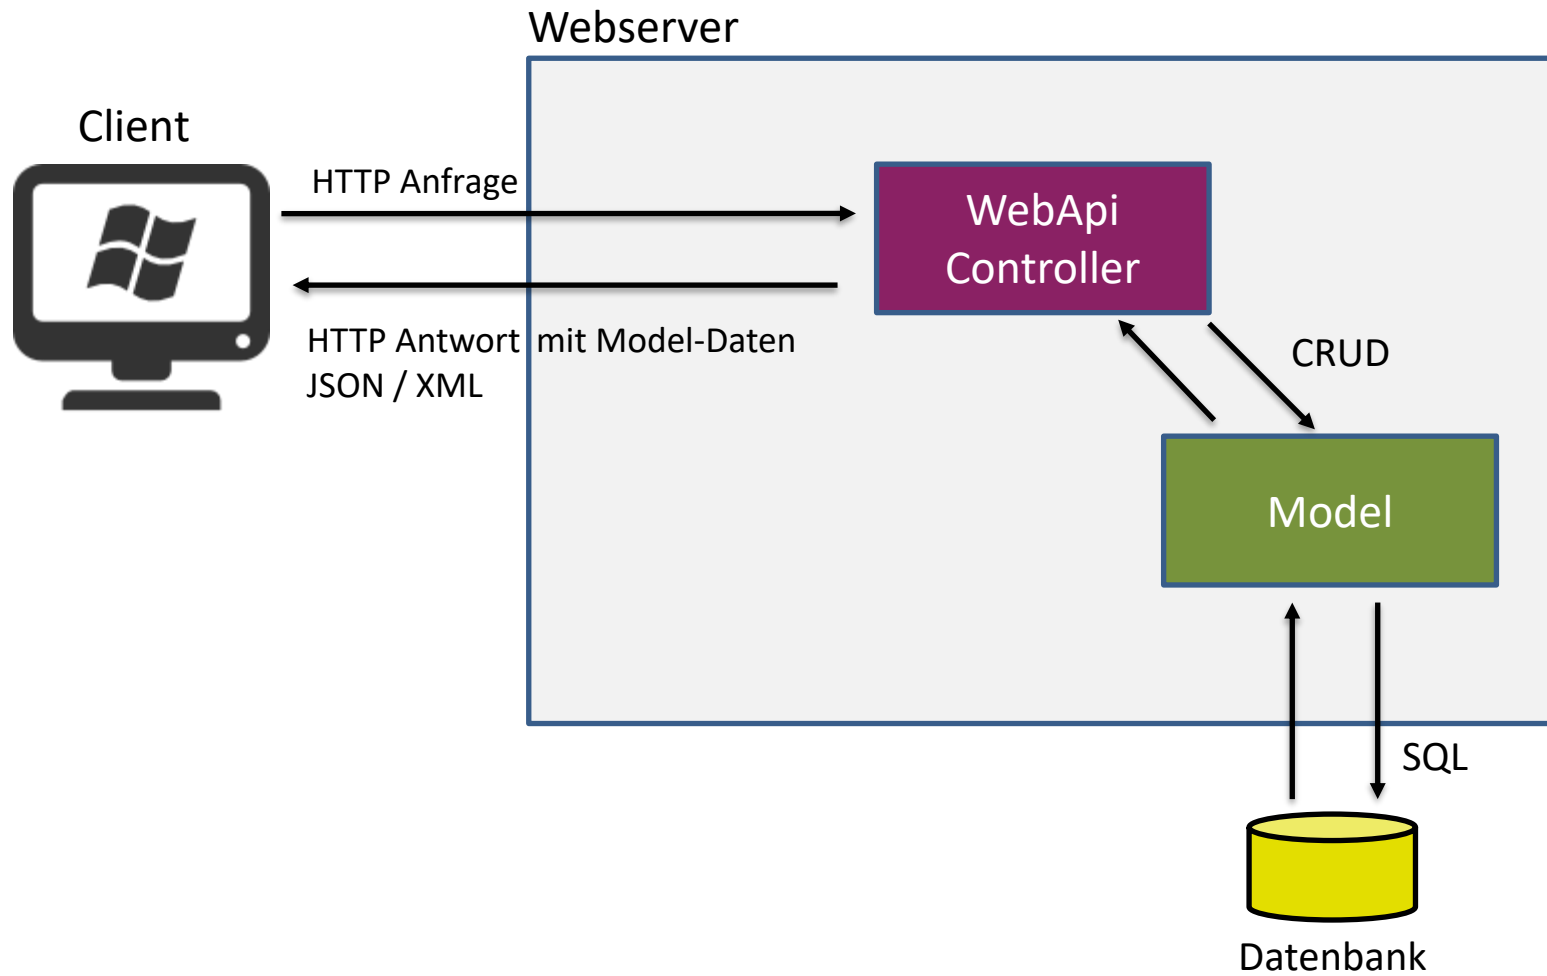 Webserver
Client
HTTP Anfrage
WebApi
Controller
HTTP Antwort mit Model-Daten
JSON / XML
CRUD
Model
SQL
Datenbank